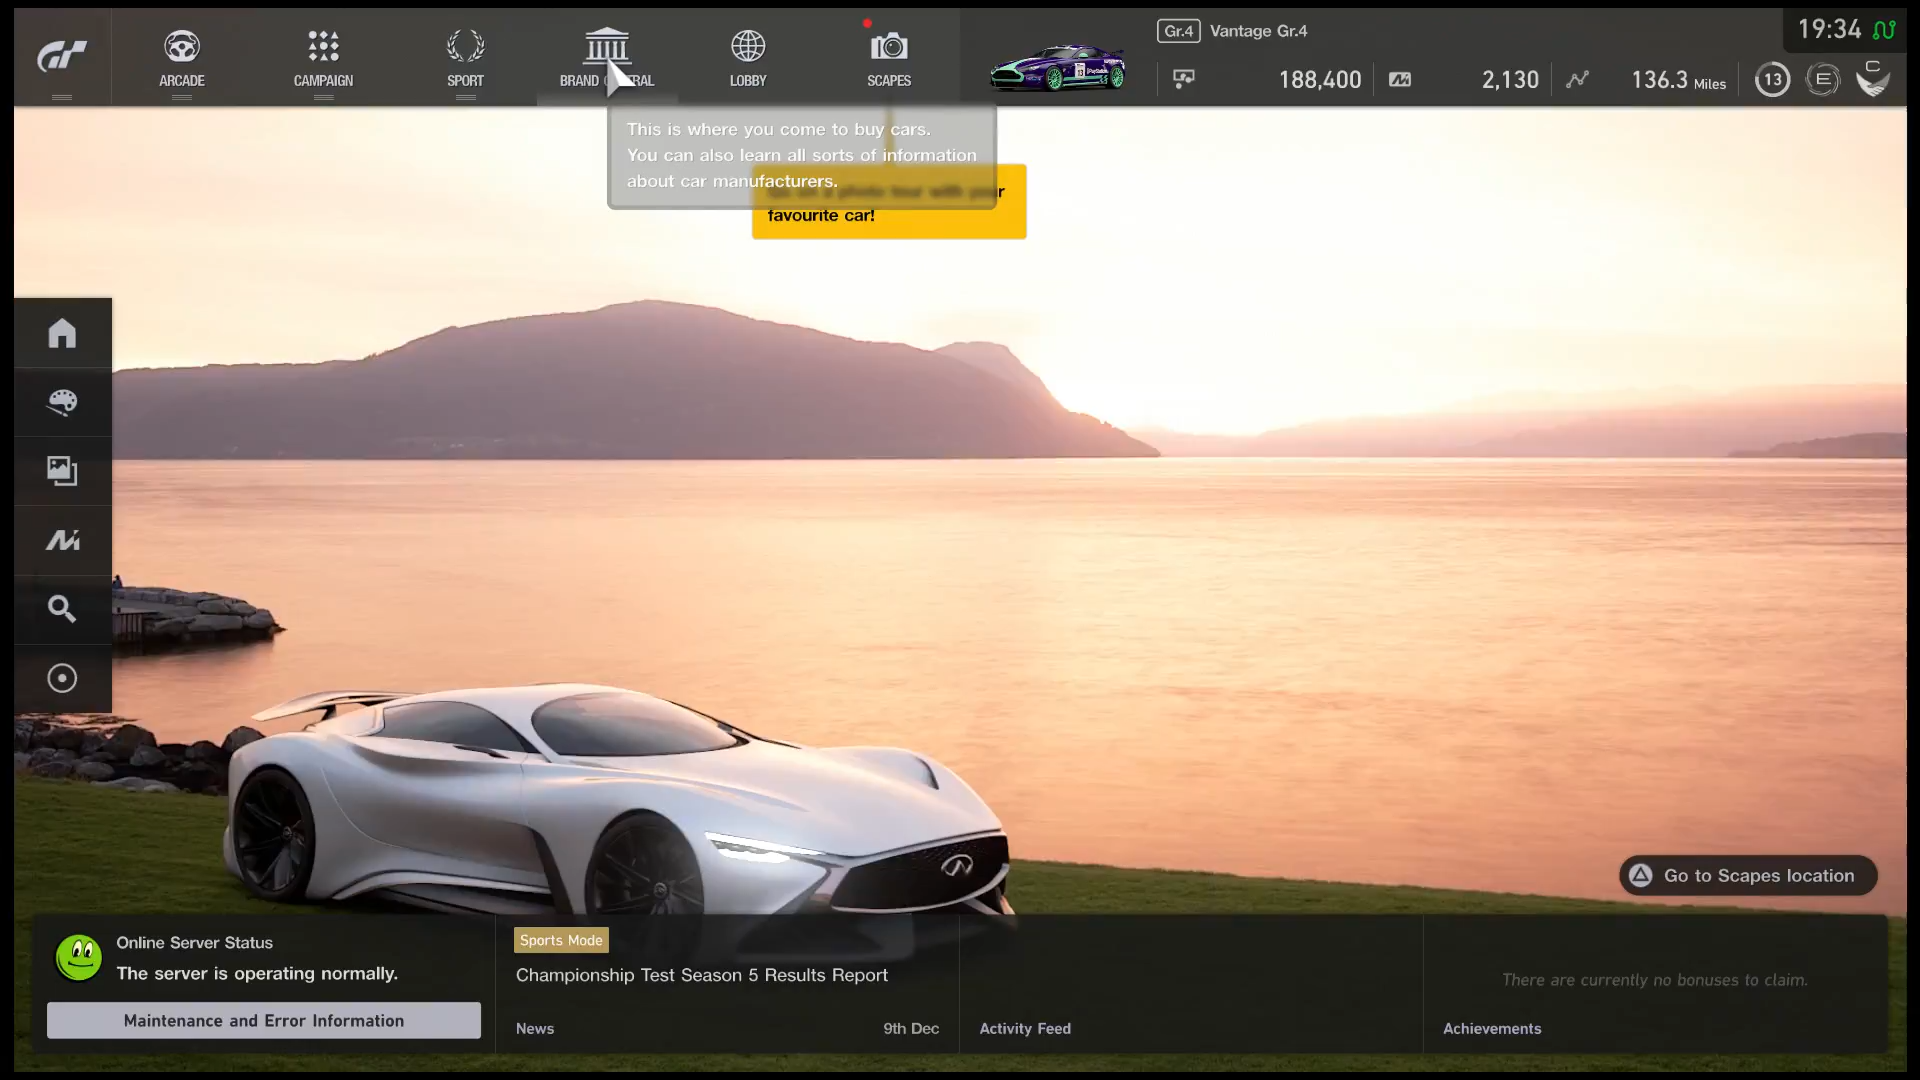 GT
ARCADE
CAMPAIGN
SPORT
BRAND
LOBBY
SCAPES
Gr.4 Vantage Gr.4
188,400
2,130
136.3 Miles
13
E
C
19:34
This is where you come to buy cars.
You can also learn all sorts of information
about car manufacturers.
favourite car!
Go to Scapes location
Online Server Status
The server is operating normally.
Maintenance and Error Information
Sports Mode
Championship Test Season 5 Results Report
News
9th Dec
Activity Feed
There are currently no bonuses to claim.
Achievements